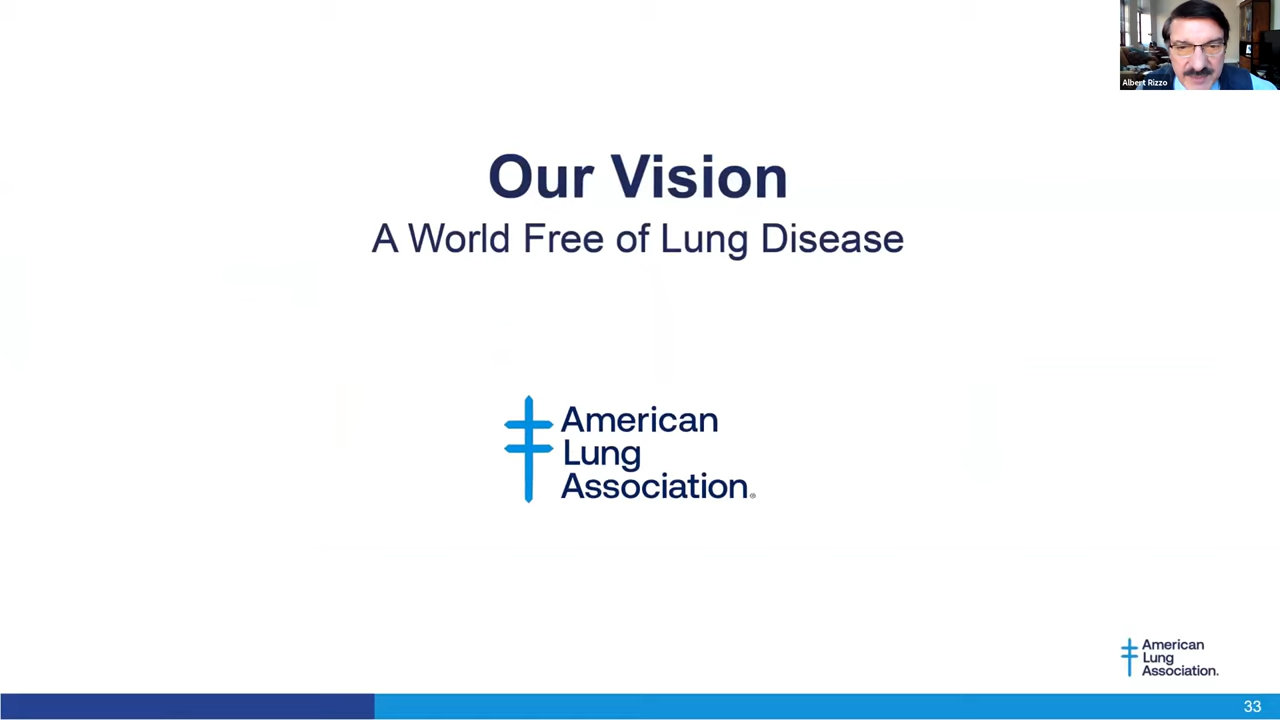 Albert Rizzo
Our Vision
A World Free of Lung Disease
American
Lung
Association®
American
Lung
Association.
33